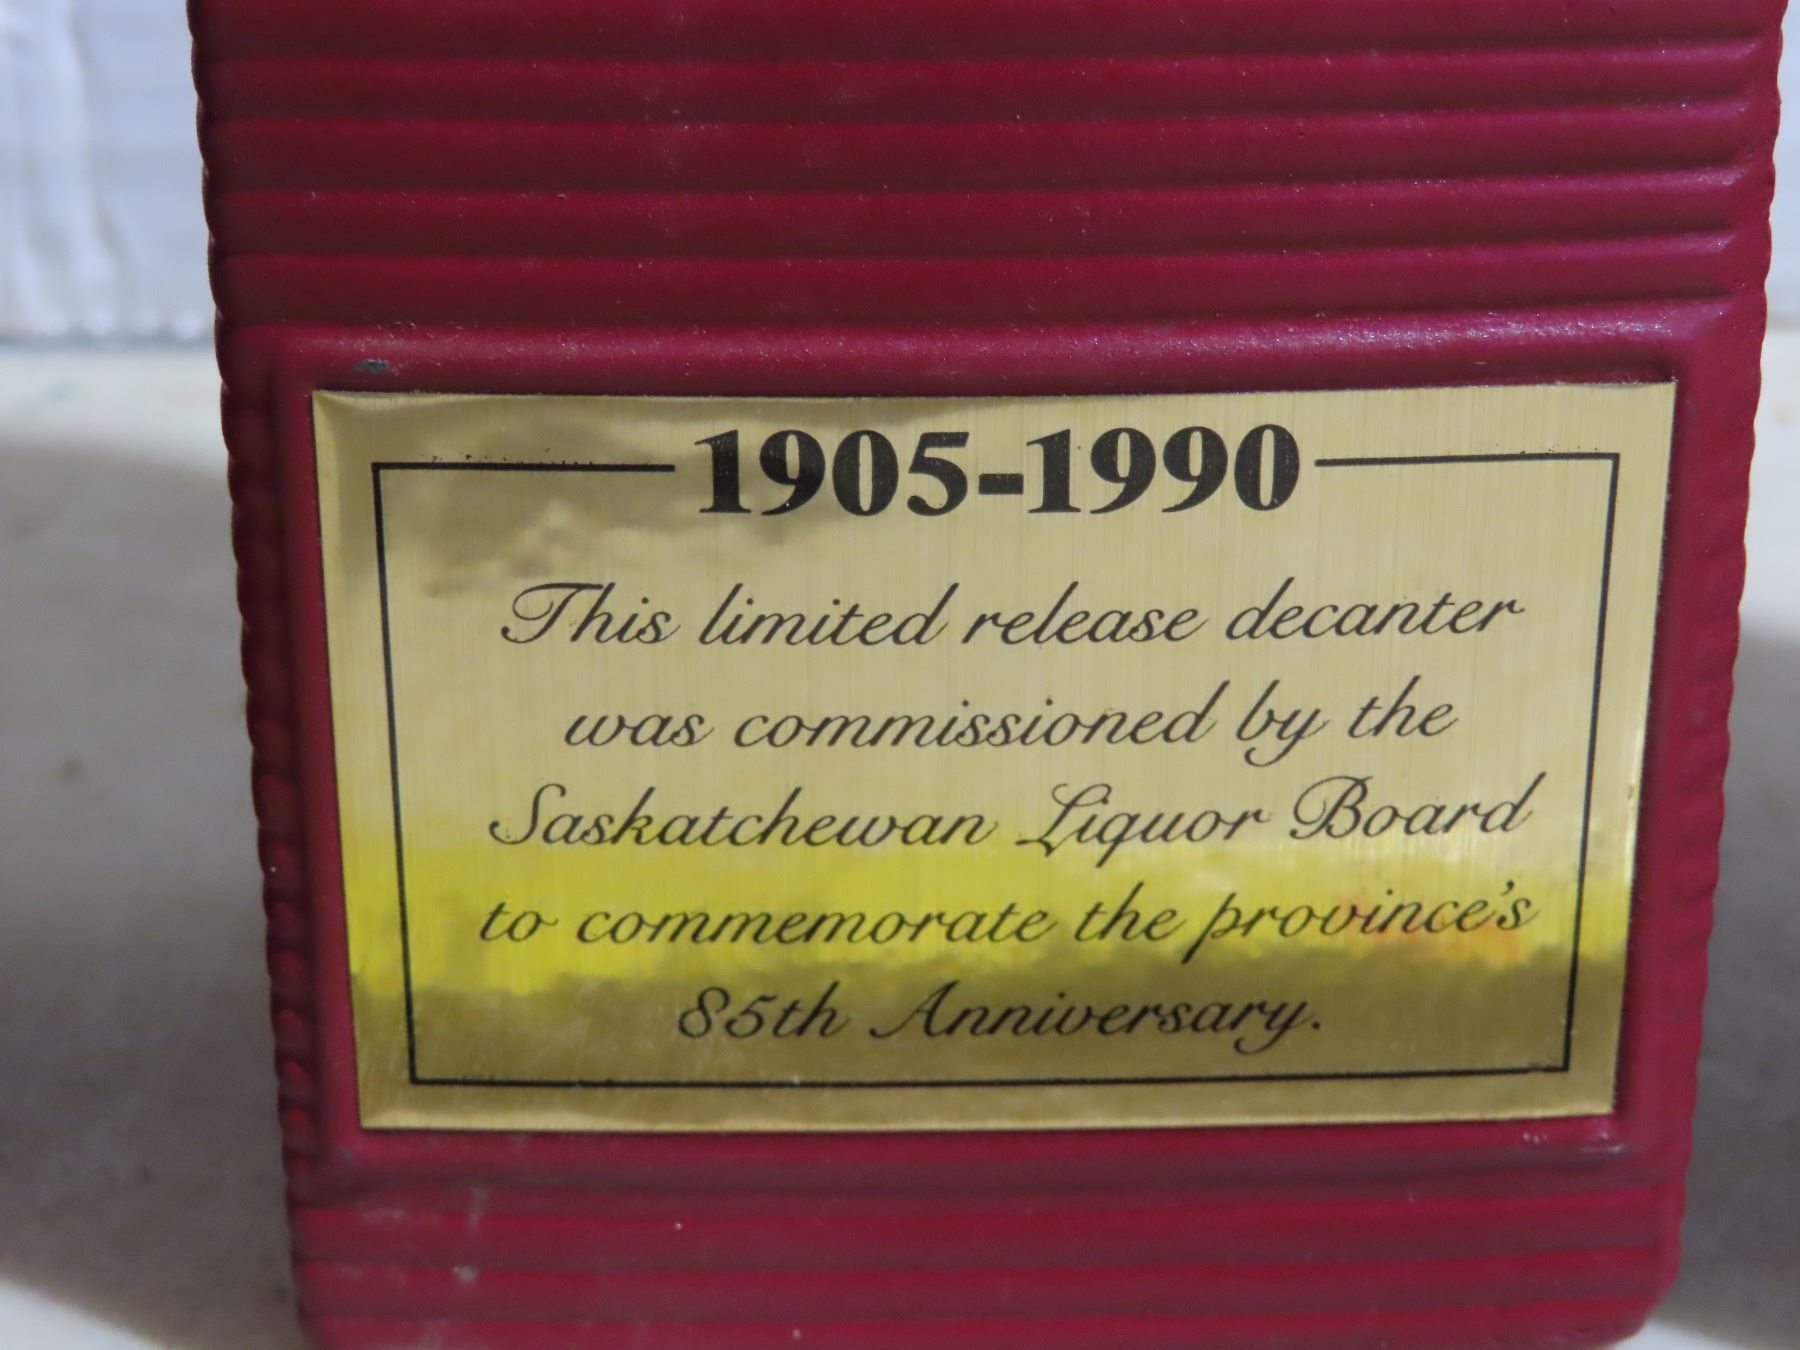 1905-1990
This limited release decanter
was commissioned by the
Saskatchewan Liquor Board
to commemorate the province's
85th Anniversary.